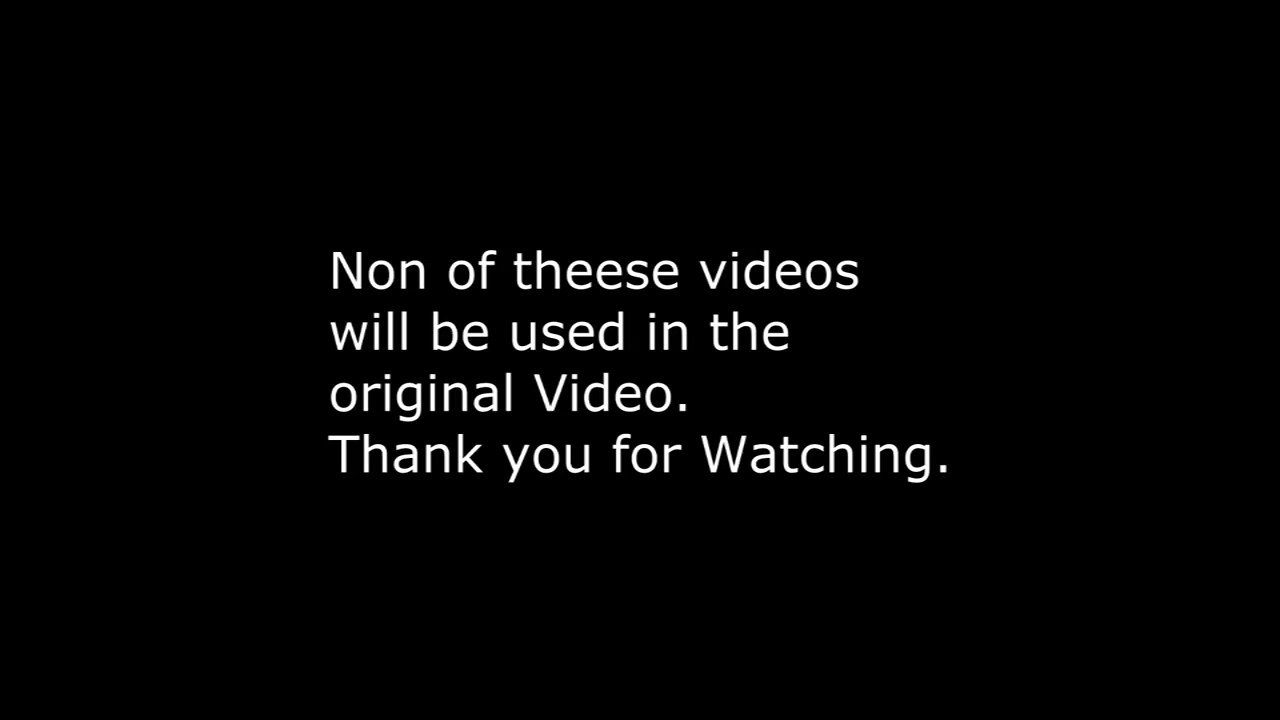 Non of theese videos
will be used in the
original Video.
Thank you for Watching.